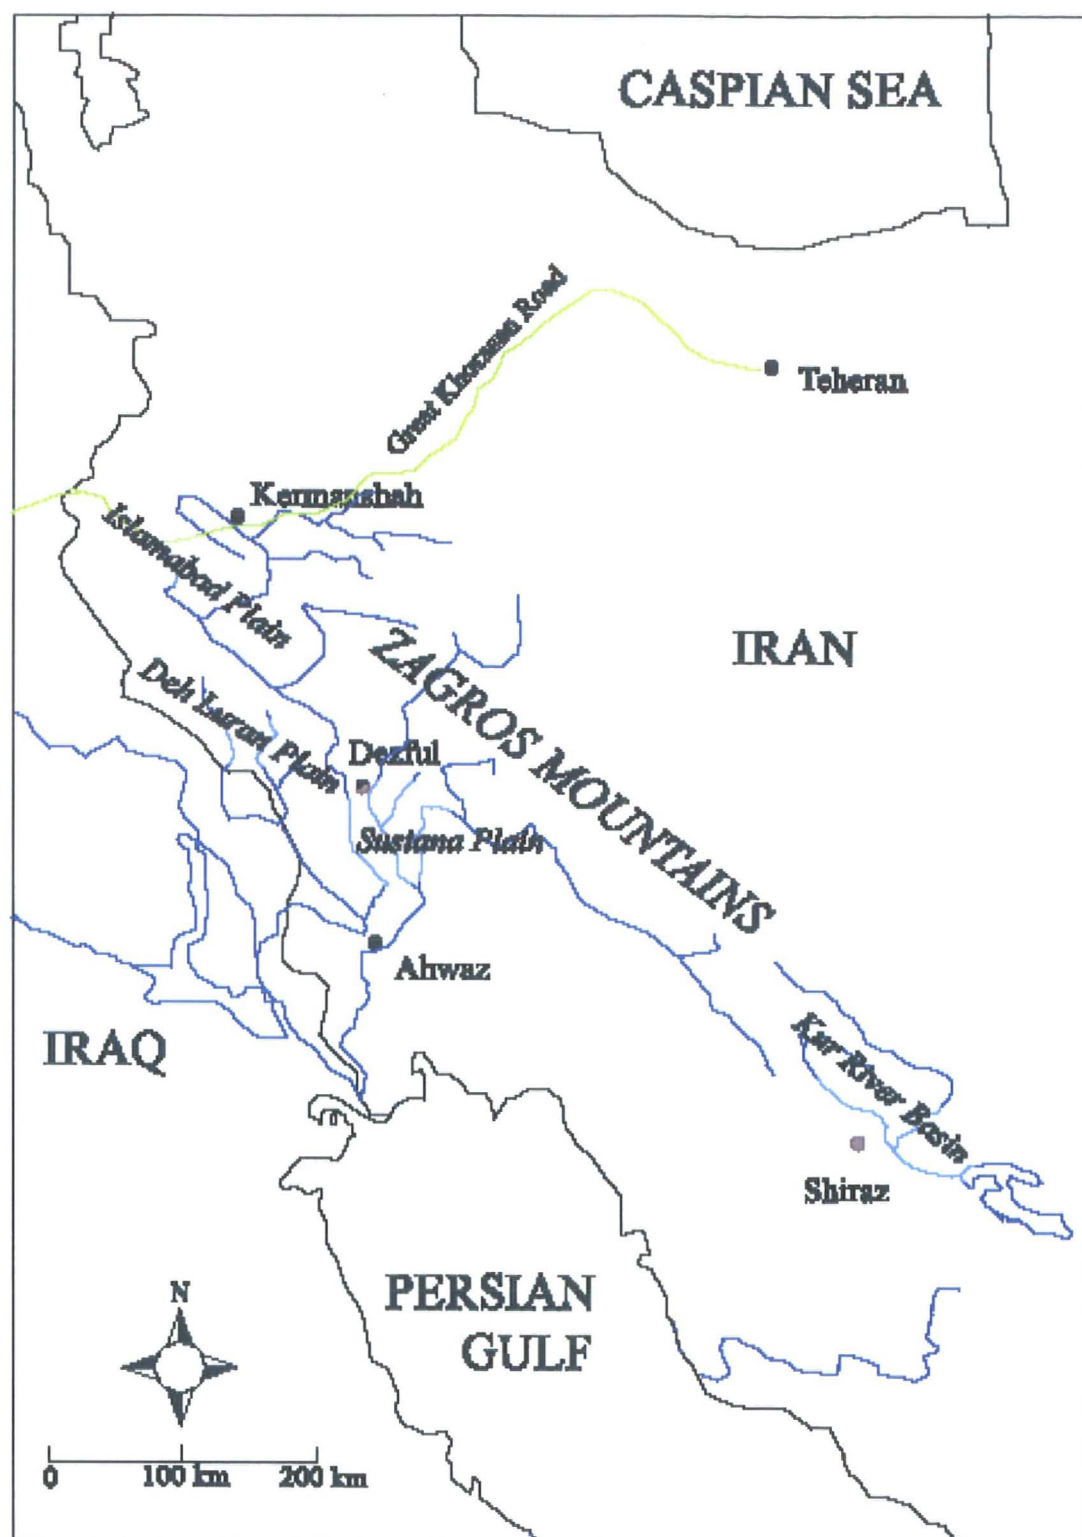 CASPIAN SEA
Great Khorasan Road
Teheran
Kermanshah
Islamabad Plain
IRAN
ZAGROS MOUNTAINS
Deh Luran Plain
Dezful
Susiana Plain
Ahwaz
IRAQ
Kur River Basin
Shiraz
PERSIAN
GULF
N
0 100 km 200 km